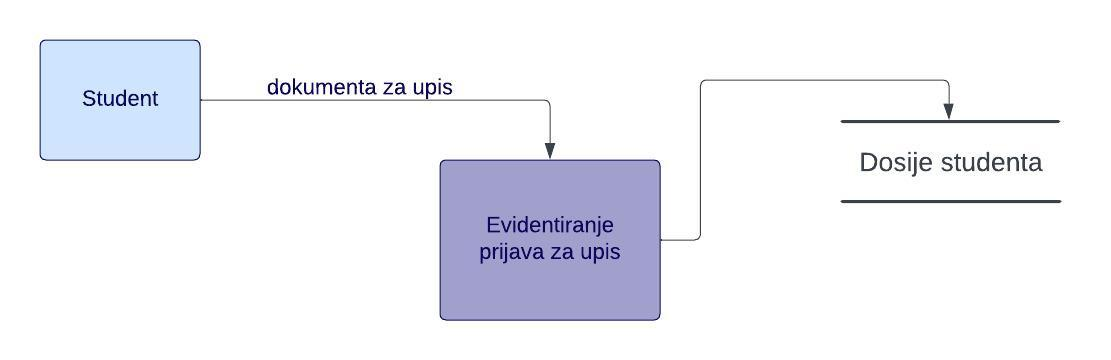 dokumenta za upis
Student
Dosije studenta
Evidentiranje
prijava za upis